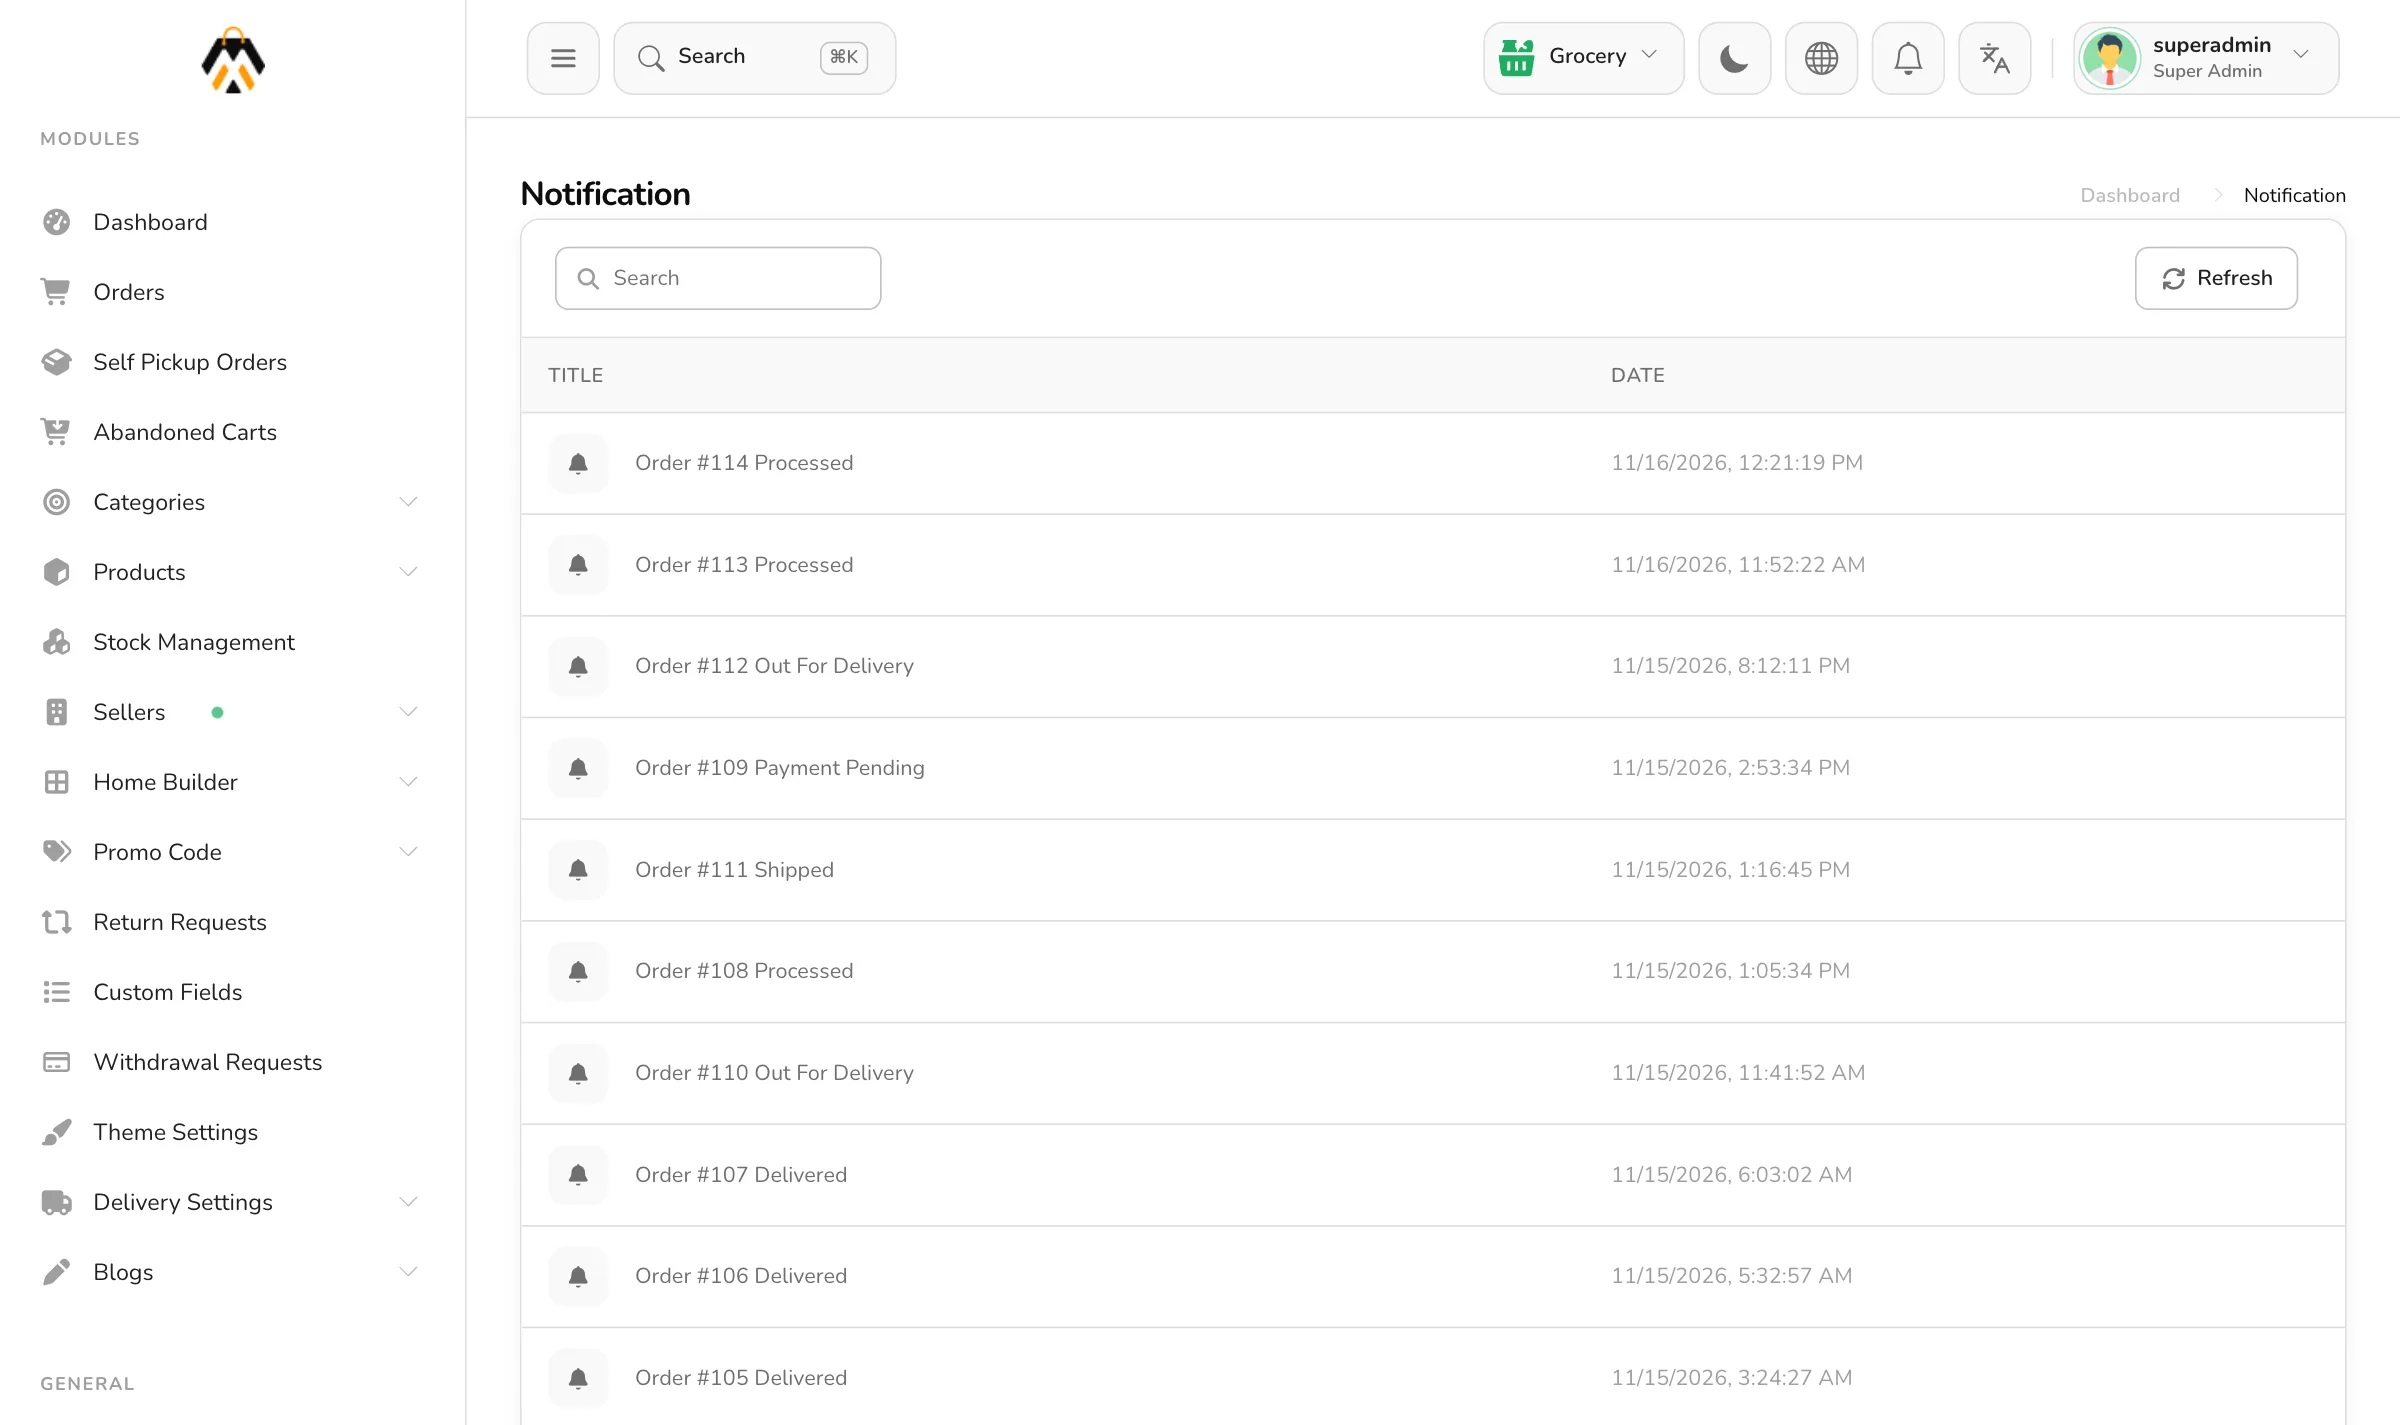 MODULES
Dashboard
Orders
Self Pickup Orders
Abandoned Carts
Categories
Products
Stock Management
Sellers
Home Builder
Promo Code
Return Requests
Custom Fields
Withdrawal Requests
Theme Settings
Delivery Settings
Blogs
GENERAL
Search ⌘K
Grocery
superadmin
Super Admin
Notification
Dashboard Notification
Search
Refresh
TITLE DATE
Order #114 Processed 11/16/2026, 12:21:19 PM
Order #113 Processed 11/16/2026, 11:52:22 AM
Order #112 Out For Delivery 11/15/2026, 8:12:11 PM
Order #109 Payment Pending 11/15/2026, 2:53:34 PM
Order #111 Shipped 11/15/2026, 1:16:45 PM
Order #108 Processed 11/15/2026, 1:05:34 PM
Order #110 Out For Delivery 11/15/2026, 11:41:52 AM
Order #107 Delivered 11/15/2026, 6:03:02 AM
Order #106 Delivered 11/15/2026, 5:32:57 AM
Order #105 Delivered 11/15/2026, 3:24:27 AM